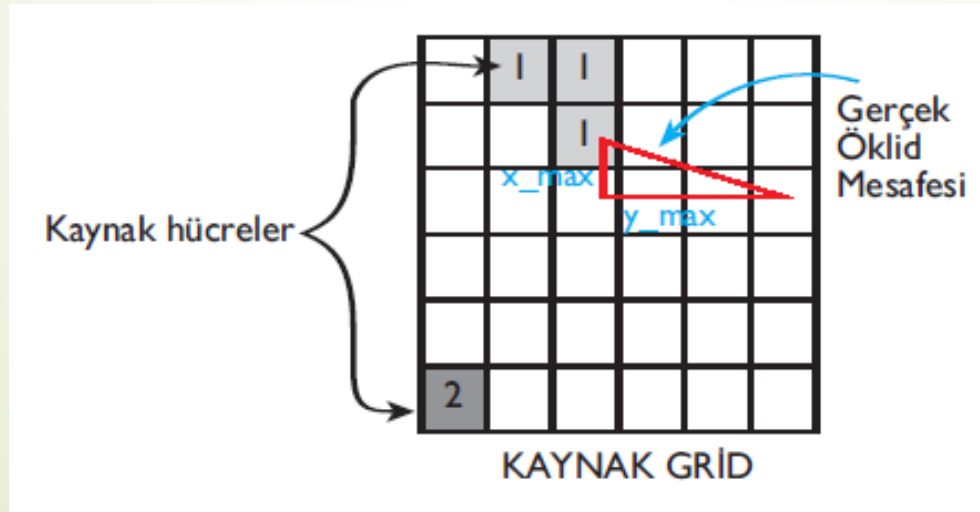 1 1
1
Gerçek
Öklid
Mesafesi
x_max
y_max
Kaynak hücreler
2
KAYNAK GRİD